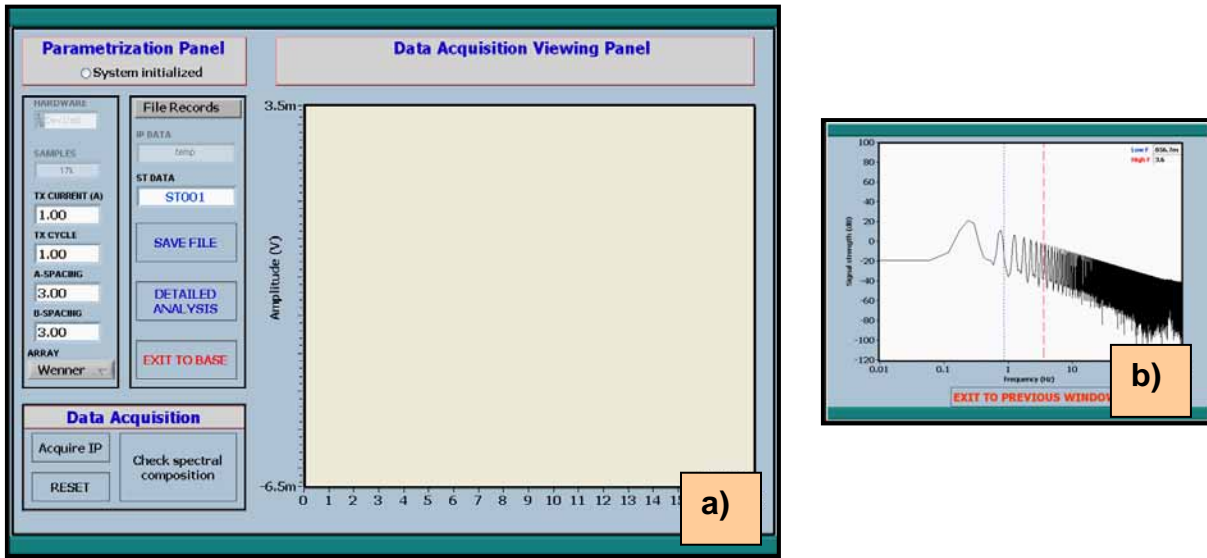 Parametrization Panel
System initialized
HARDWARE
SAMPLES
17k
TX CURRENT (A)
1.00
TX CYCLE
1.00
A-SPACING
3.00
B-SPACING
3.00
ARRAY
Wenner
File Records
IP DATA
temp
ST DATA
ST001
SAVE FILE
DETAILED
ANALYSIS
EXIT TO BASE
Data Acquisition
Acquire IP
RESET
Check spectral
composition
Data Acquisition Viewing Panel
3.5m
Amplitude (V)
-6.5m
0 1 2 3 4 5 6 7 8 9 10 11 12 13 14
a)
Low F
High F 3.6
100
80
60
40
20
0
-20
-40
-60
-80
-100
-120
Signal strength (dB)
0.01 0.1 1 10
Frequency (Hz)
EXIT TO PREVIOUS WINDOW
b)